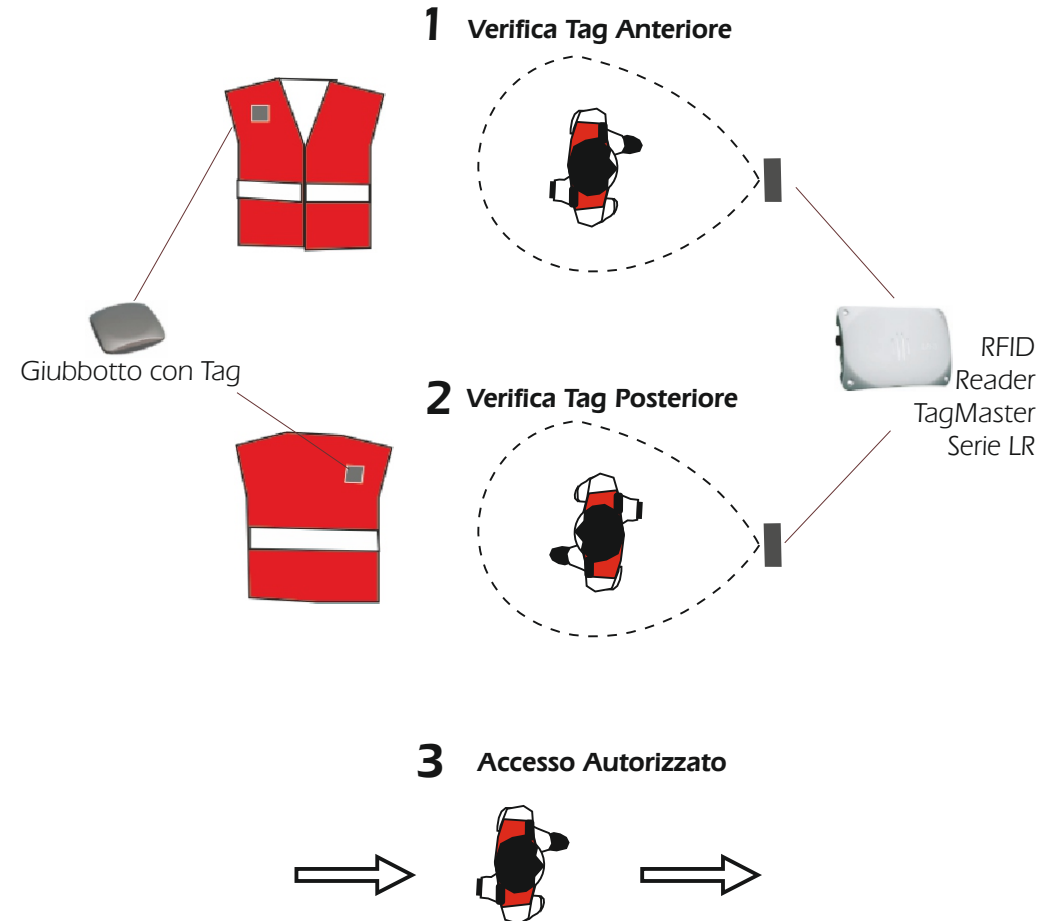 1 Verifica Tag Anteriore
Giubbotto con Tag
RFID
Reader
TagMaster
Serie LR
2 Verifica Tag Posteriore
3 Accesso Autorizzato